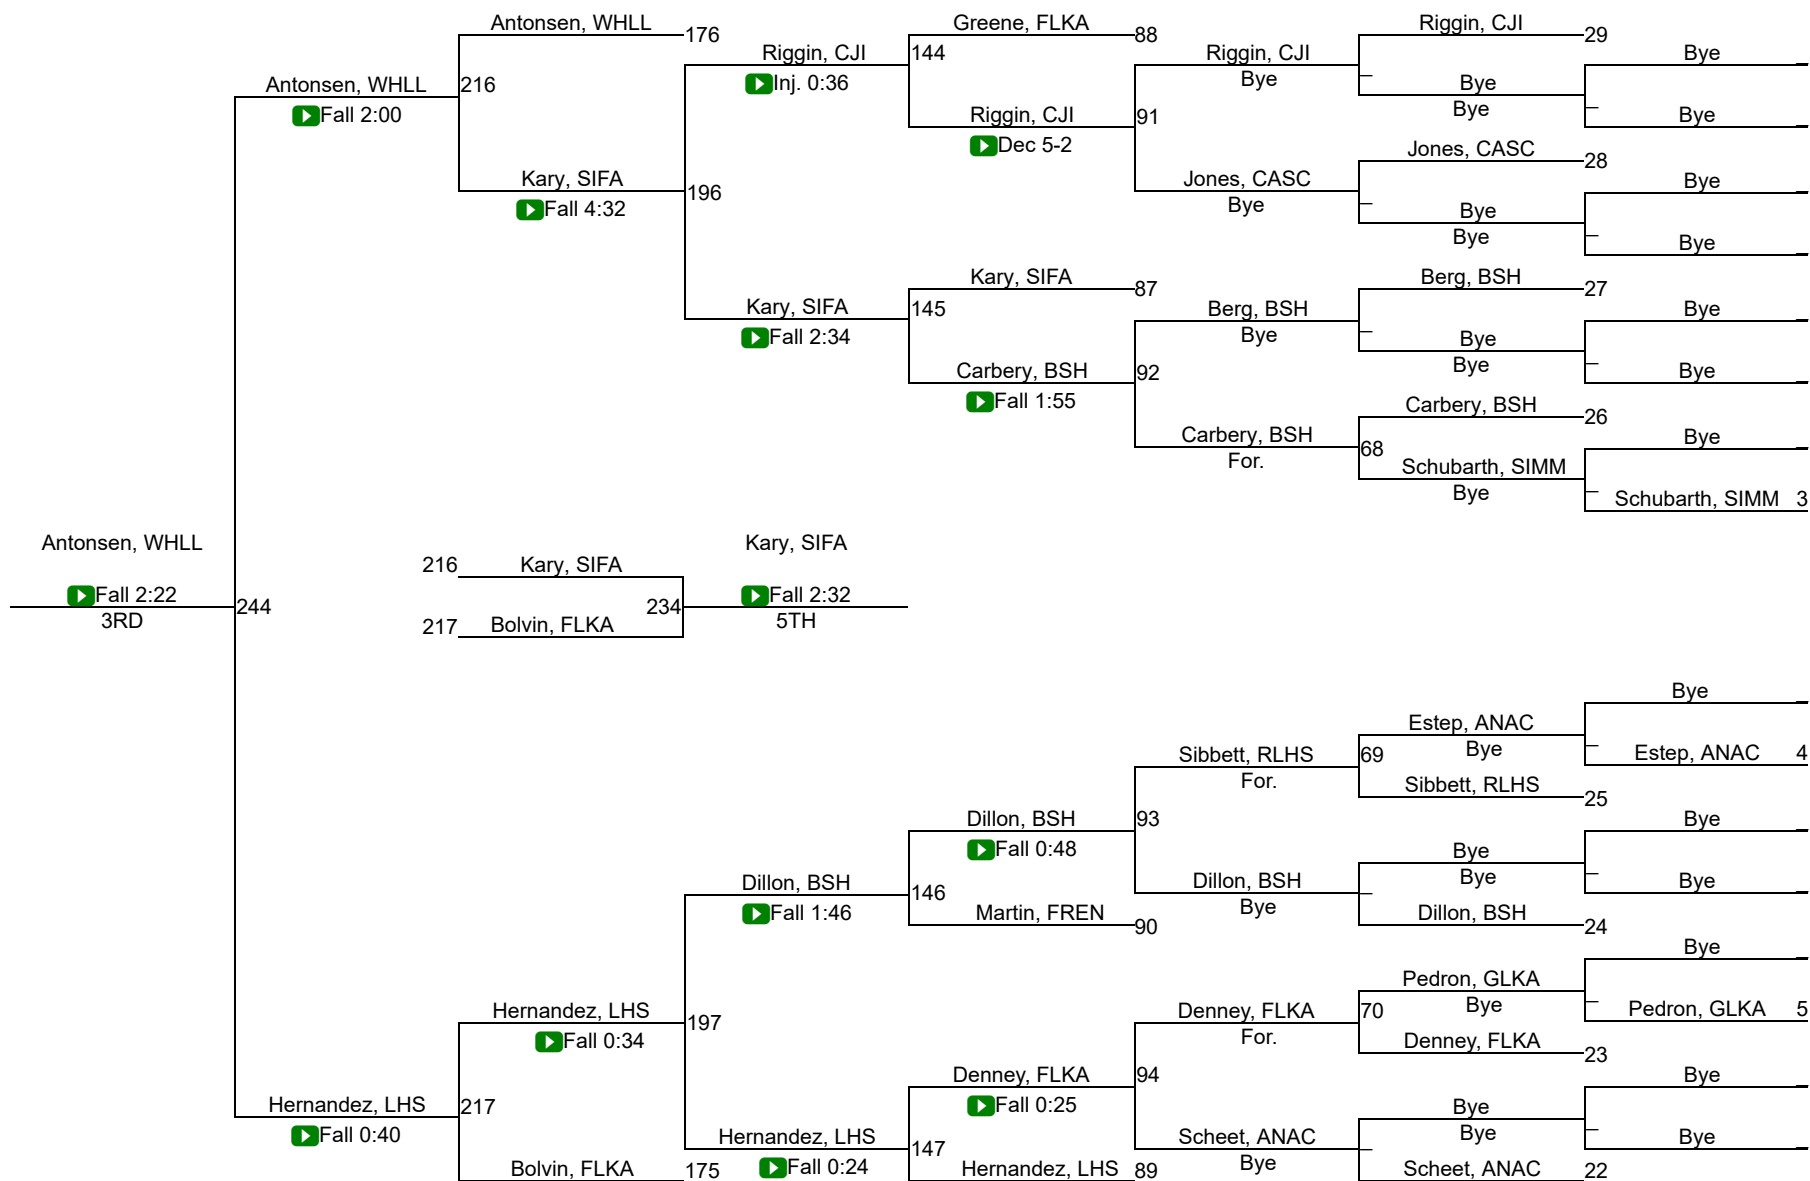 Antonsen, WHLL
176
Greene, FLKA
88
Riggin, CJI
29
Riggin, CJI
144
Riggin, CJI
Bye
Bye
Inj. 0:36
Bye
Bye
Antonsen, WHLL
216
Bye
Fall 2:00
Riggin, CJI
91
Bye
Dec 5-2
Jones, CASC
28
Kary, SIFA
196
Jones, CASC
Bye
Fall 4:32
Bye
Bye
Bye
Bye
Kary, SIFA
87
Berg, BSH
27
Kary, SIFA
145
Berg, BSH
Bye
Fall 2:34
Bye
Bye
Bye
Carbery, BSH
92
Bye
Fall 1:55
Carbery, BSH
26
Carbery, BSH
68
Bye
For.
Schubarth, SIMM
Bye
Schubarth, SIMM 3
Antonsen, WHLL
Kary, SIFA
216
Kary, SIFA
Fall 2:22
244
234
Fall 2:32
3RD
217
Bolvin, FLKA
5TH
Bye
Estep, ANAC
Sibbett, RLHS
69
Bye
Estep, ANAC 4
For.
Sibbett, RLHS
25
Dillon, BSH
93
Bye
Fall 0:48
Bye
Dillon, BSH
146
Dillon, BSH
Bye
Bye
Fall 1:46
Martin, FREN
90
Bye
Dillon, BSH
24
Bye
Pedron, GLKA
Hernandez, LHS
197
Denney, FLKA
70
Bye
Pedron, GLKA 5
Fall 0:34
For.
Denney, FLKA
23
Denney, FLKA
94
Bye
Hernandez, LHS
217
Fall 0:25
Bye
Fall 0:40
Hernandez, LHS
147
Scheet, ANAC
Bye
Bye
Bolvin, FLKA
175
Fall 0:24
Hernandez, LHS
89
Bye
Scheet, ANAC
22